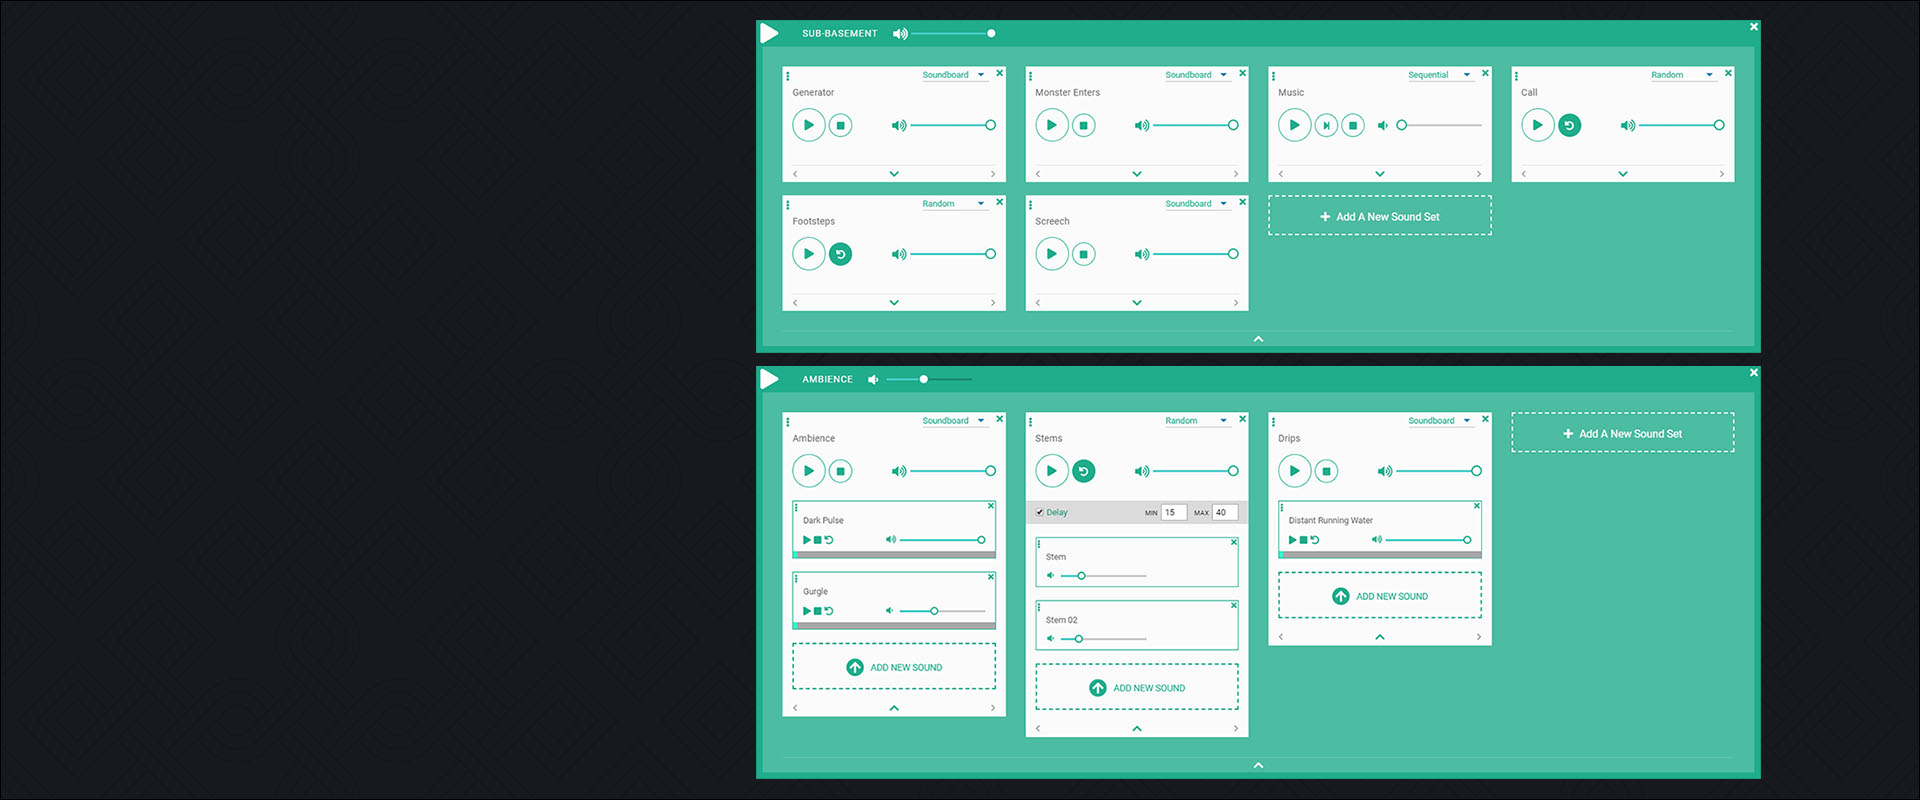 SUB-BASEMENT
Soundboard
Generator
Soundboard
Monster Enters
Sequential
Music
Random
Call
Random
Footsteps
Soundboard
Screech
Add A New Sound Set
AMBIENCE
Soundboard
Ambience
Dark Pulse
Gurgle
ADD NEW SOUND
Random
Stems
Delay MIN 15 MAX 40
Stem
Stem 02
ADD NEW SOUND
Soundboard
Drips
Distant Running Water
ADD NEW SOUND
Add A New Sound Set